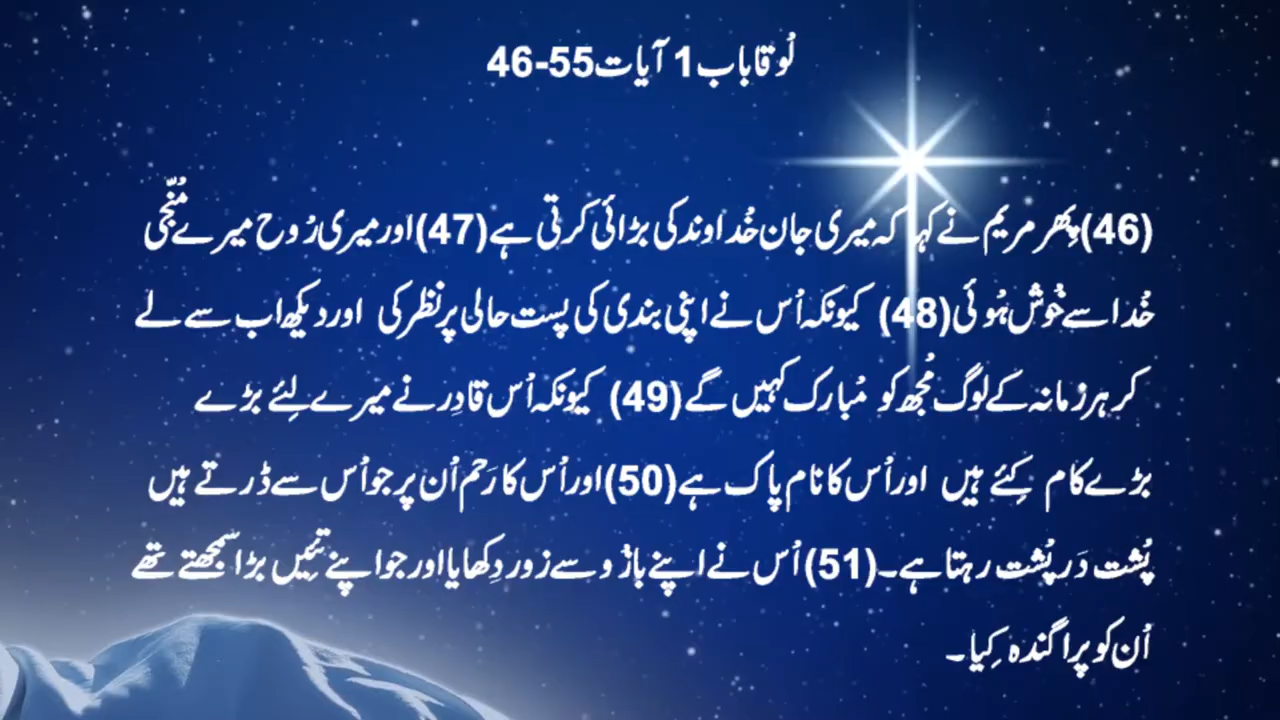 لُوقا باب 1 آیات 46-55
(46) پِھر مریم نے کہا کہ میری جان خُداوند کی بڑائی کرتی ہے (47) اور میری رُوح میرے مُنّجی
خُدا سے خُوش ہُوئی (48) کیونکہ اُس نے اپنی بندی کی پست حالی پر نظر کی اور دیکھ اب سے لے
کر ہر زمانہ کے لوگ مُجھ کو مُبارک کہیں گے (49) کیونکہ اُس قادِر نے میرے لِئے بڑے
بڑے کام کِئے ہیں اور اُس کا نام پاک ہے (50) اور اُس کا رَحم اُن پر جو اُس سے ڈرتے ہیں
پُشت دَر پُشت رہتا ہے۔ (51) اُس نے اپنے بازُو سے زور دِکھایا اور جو اپنے تئِیں بڑا سمجھتے تھے
اُن کو پراگندہ کِیا۔